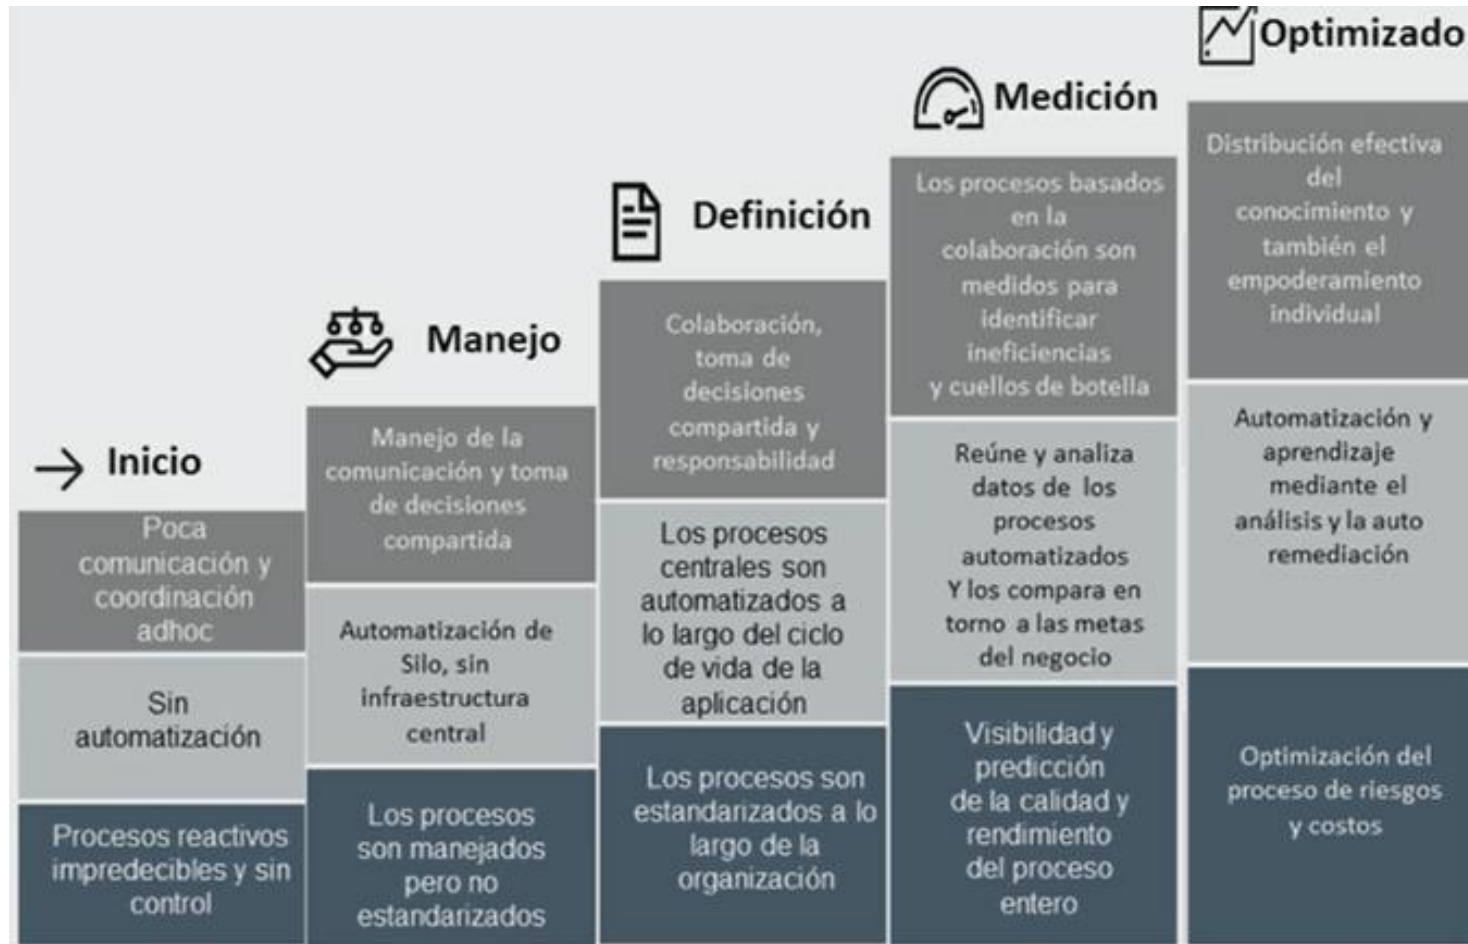 Inicio
Poca
comunicación y
coordinación
adhoc
Sin
automatización
Procesos reactivos
impredecibles y sin
control
Manejo
Manejo de la
comunicación y toma
de decisiones
compartida
Automatización de
Silo, sin
infraestructura
central
Los procesos
son manejados
pero no
estandarizados
Definición
Colaboración,
toma de
decisiones
compartida y
responsabilidad
Los procesos
centrales son
automatizados a
lo largo del ciclo
de vida de la
aplicación
Los procesos son
estandarizados a lo
largo de la
organización
Medición
Los procesos basados
en la
colaboración son
medidos para
identificar
ineficiencias
y cuellos de botella
Reúne y analiza
datos de los
procesos
automatizados
Y los compara en
torno a las metas
del negocio
Visibilidad y
predicción
de la calidad y
rendimiento
del proceso
entero
Optimizado
Distribución efectiva
del
conocimiento y
también el
empoderamiento
individual
Automatización y
aprendizaje
mediante el
análisis y la auto
remediación
Optimización del
proceso de riesgos
y costos